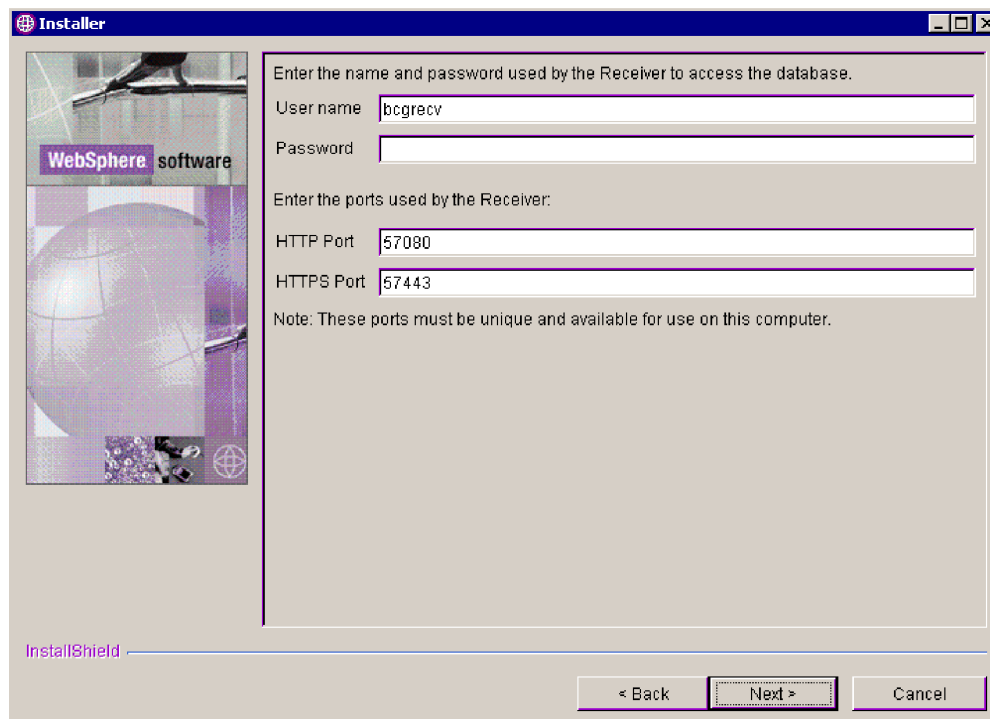 Installer
WebSphere software
Enter the name and password used by the Receiver to access the database.
User name bcgrecv
Password
Enter the ports used by the Receiver:
HTTP Port 57080
HTTPS Port 57443
Note: These ports must be unique and available for use on this computer.
InstallShield
< Back Next > Cancel